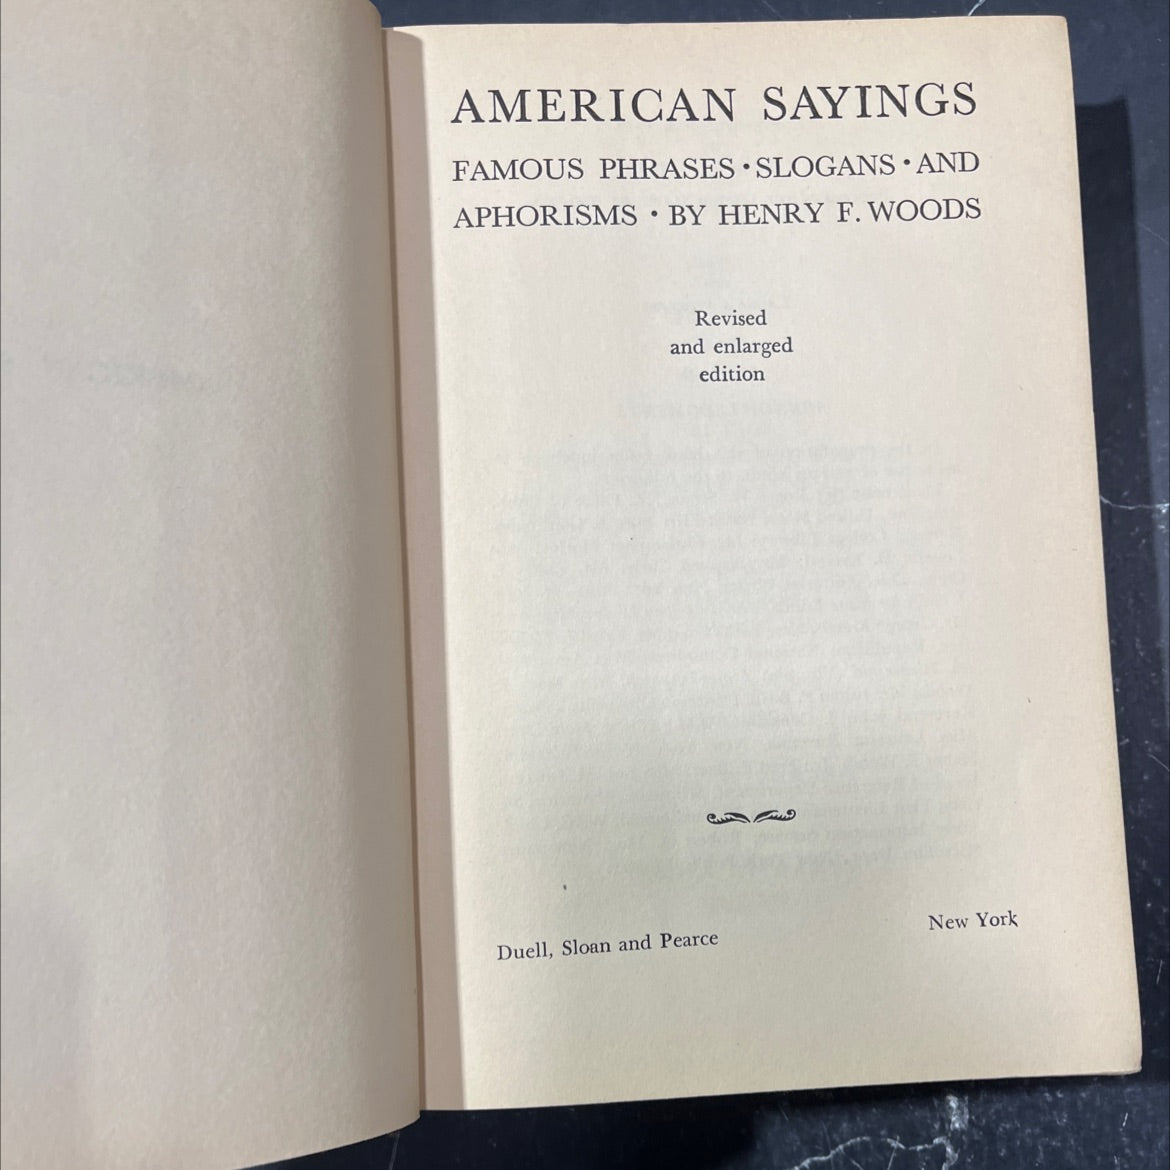 AMERICAN SAYINGS
FAMOUS PHRASES • SLOGANS • AND
APHORISMS • BY HENRY F. WOODS
Revised
and enlarged
edition
Duell, Sloan and Pearce
New York